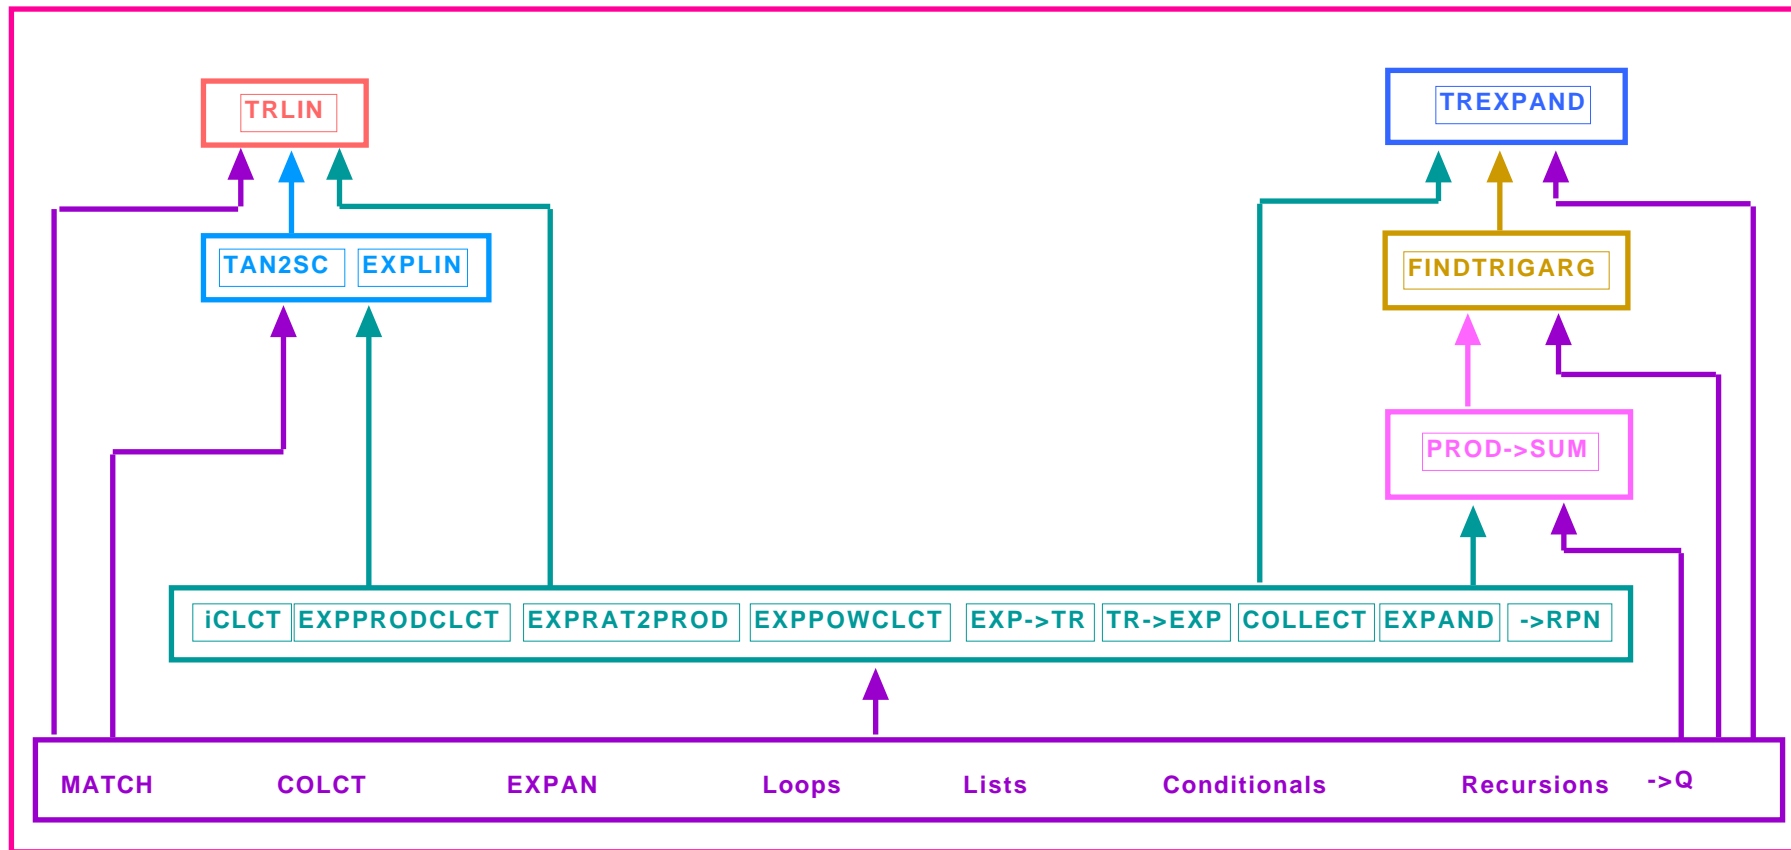 TRLIN TREXPAND
TAN2SC EXPLIN FINDTRIGARG
PROD->SUM
iCLCT EXPPRODCLCT EXPRAT2PROD EXPPOWCLCT EXP->TR TR->EXP COLLECT EXPAND ->RPN
MATCH COLCT EXPAN Loops Lists Conditionals Recursions ->Q